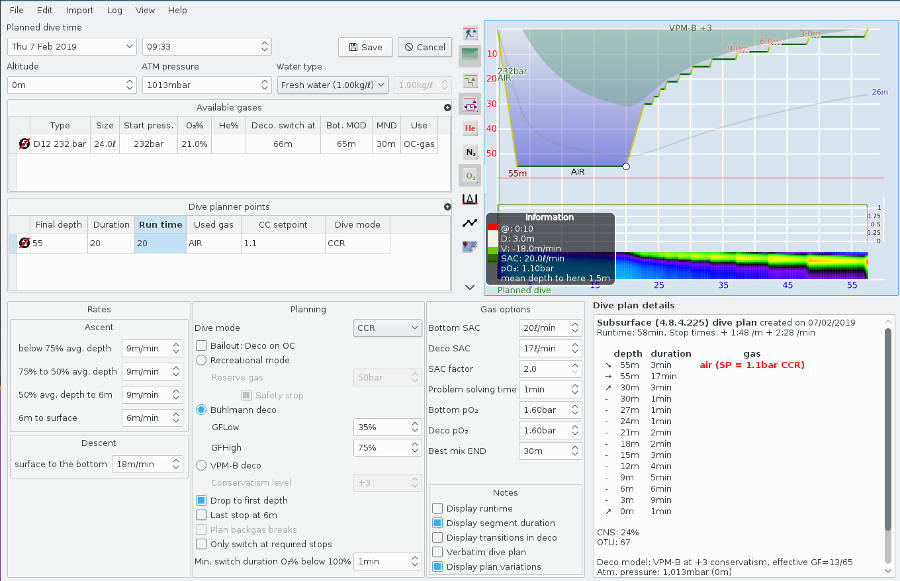 File Edit Import Log View Help
Planned dive time
Thu 7 Feb 2019 09:33 Save Cancel
Altitude ATM pressure Water type
0m 1013mbar Fresh water (1.00kg/ℓ) 1.00kg/ℓ
Available gases
Type Size Start press. O₂% He% Deco. switch at Bot. MOD MND Use
D12 232 bar 24.0ℓ 232bar 21.0% 66m 65m 30m OC-gas
Dive planner points
Final depth Duration Run time Used gas CC setpoint Dive mode
55 20 20 AIR 1.1 CCR
He
N₂
O₂
VPM-B +3
9.0m 6.0m 3.0m
10
232bar
20
AIR
26m
30
40
50
55m
AIR
1
0.75
0.5
0.25
0
Information
@: 0:10
D: 3.0m
V: -18.0m/min
SAC: 20.0ℓ/min
pO₂: 1.10bar
mean depth to here 1.5m
5 15 25 35 45 55
Planned dive
Rates
Ascent
below 75% avg. depth 9m/min
75% to 50% avg. depth 9m/min
50% avg. depth to 6m 9m/min
6m to surface 6m/min
Descent
surface to the bottom 18m/min
Planning
Dive mode CCR
Bailout: Deco on OC
Recreational mode
Reserve gas 50bar
Safety stop
Bühlmann deco
GFLow 35%
GFHigh 75%
VPM-B deco
Conservatism level +3
Drop to first depth
Last stop at 6m
Plan backgas breaks
Only switch at required stops
Min. switch duration O₂% below 100% 1min
Gas options
Bottom SAC 20ℓ/min
Deco SAC 17ℓ/min
SAC factor 2.0
Problem solving time 1min
Bottom pO₂ 1.60bar
Deco pO₂ 1.60bar
Best mix END 30m
Notes
Display runtime
Display segment duration
Display transitions in deco
Verbatim dive plan
Display plan variations
Dive plan details
Subsurface (4.8.4.225) dive plan created on 07/02/2019
Runtime: 58min, Stop times: + 1:48 /m + 2:28 /min
depth duration gas
➘ 55m 3min air (SP = 1.1bar CCR)
→ 55m 17min
➚ 30m 3min
- 30m 1min
- 27m 1min
- 24m 1min
- 21m 2min
- 18m 2min
- 15m 3min
- 12m 4min
- 9m 5min
- 6m 6min
- 3m 9min
➚ 0m 1min
CNS: 24%
OTU: 67
Deco model: VPM-B at +3 conservatism, effective GF=13/65
Atm. pressure: 1,013mbar (0m)